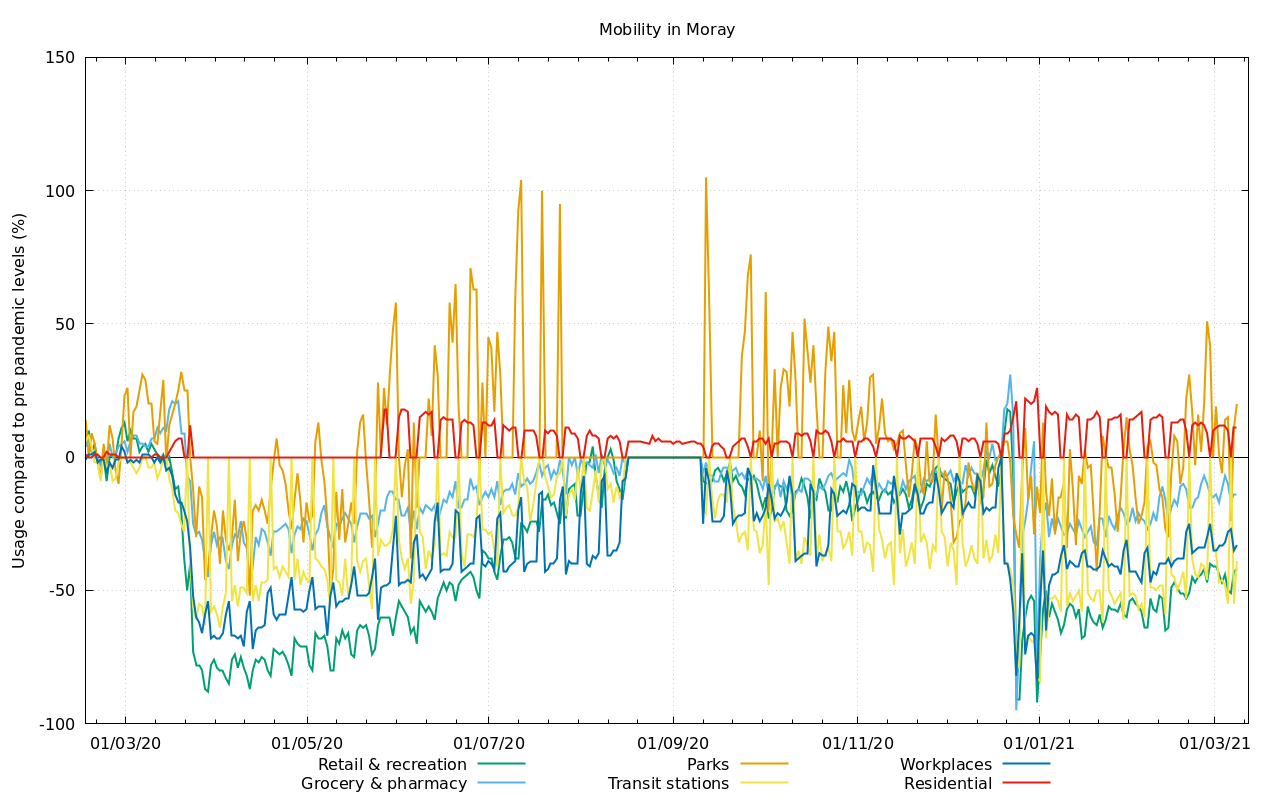 Mobility in Moray
Usage compared to pre pandemic levels (%)
150
100
50
0
-50
-100
01/03/20 01/05/20 01/07/20 01/09/20 01/11/20 01/01/21 01/03/21
Retail & recreation Parks Workplaces
Grocery & pharmacy Transit stations Residential